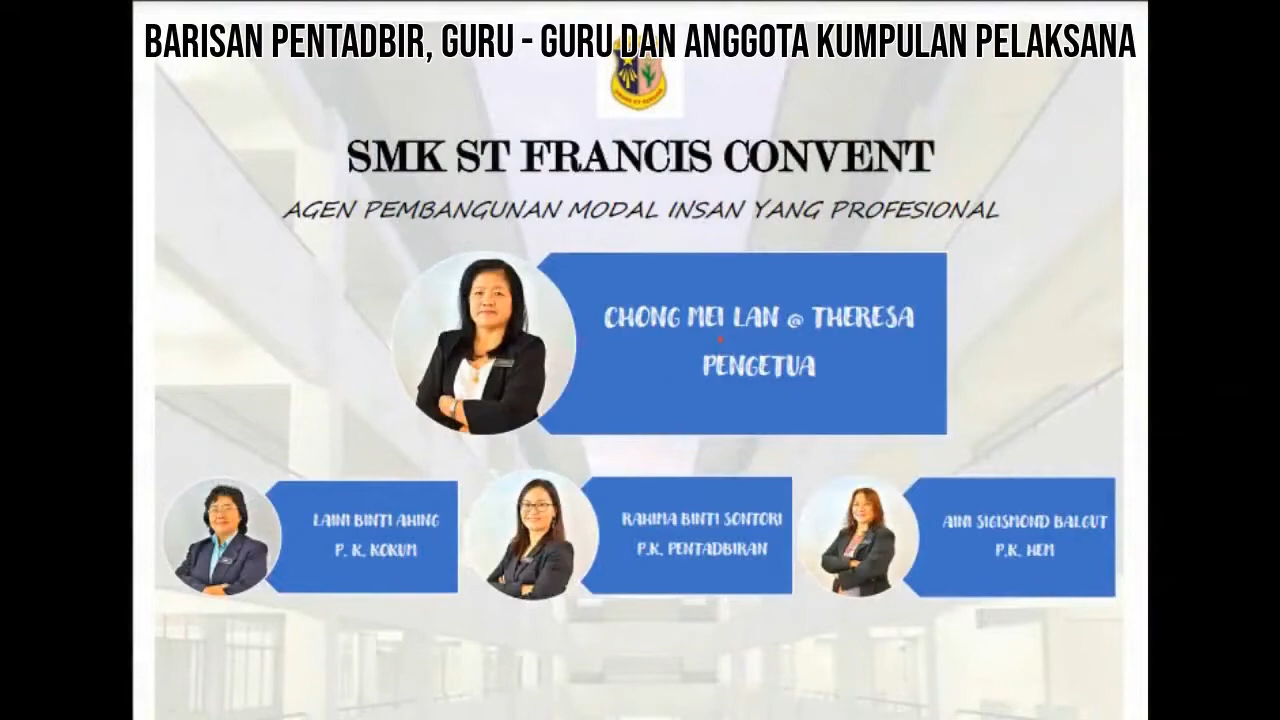 BARISAN PENTADBIR, GURU - GURU DAN ANGGOTA KUMPULAN PELAKSANA
SMK ST FRANCIS CONVENT
AGEN PEMBANGUNAN MODAL INSAN YANG PROFESIONAL
CHONG MEI LAN @ THERESA
PENGETUA
LAINI BINTI AHING
P. K. KOKUM
RAHIMA BINTI SONTORI
P.K. PENTADBIRAN
AINI SIGISMOND BALGUT
P.K. HEM